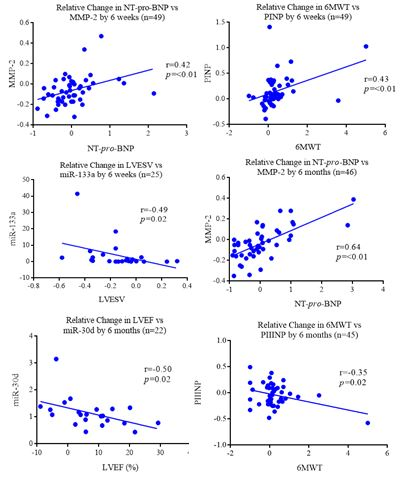 Relative Change in NT-pro-BNP vs
MMP-2 by 6 weeks (n=49)
MMP-2
0.6
0.4
0.2
0.0
-0.2
-0.4
r=0.42
p=<0.01
-1
0
1
2
3
NT-pro-BNP
Relative Change in 6MWT vs
PINP by 6 weeks (n=49)
PINP
1.5
1.0
0.5
0.0
-0.5
r=0.43
p=<0.01
-2
0
2
4
6
6MWT
Relative Change in LVESV vs
miR-133a by 6 weeks (n=25)
miR-133a
50
40
30
20
10
0
-10
r=-0.49
p=0.02
-0.8
-0.6
-0.4
-0.2
0.0
0.2
0.4
LVESV
Relative Change in NT-pro-BNP vs
MMP-2 by 6 months (n=46)
MMP-2
0.6
0.4
0.2
0.0
-0.2
-0.4
r=0.64
p=<0.01
-1
0
1
2
3
4
NT-pro-BNP
Relative Change in LVEF vs
miR-30d by 6 months (n=22)
miR-30d
4
3
2
1
0
r=-0.50
p=0.02
-10
0
10
20
30
LVEF (%)
Relative Change in 6MWT vs
PIIINP by 6 months (n=45)
PIIINP
1.0
0.5
0.0
-0.5
-1.0
r=-0.35
p=0.02
-2
0
2
4
6
6MWT